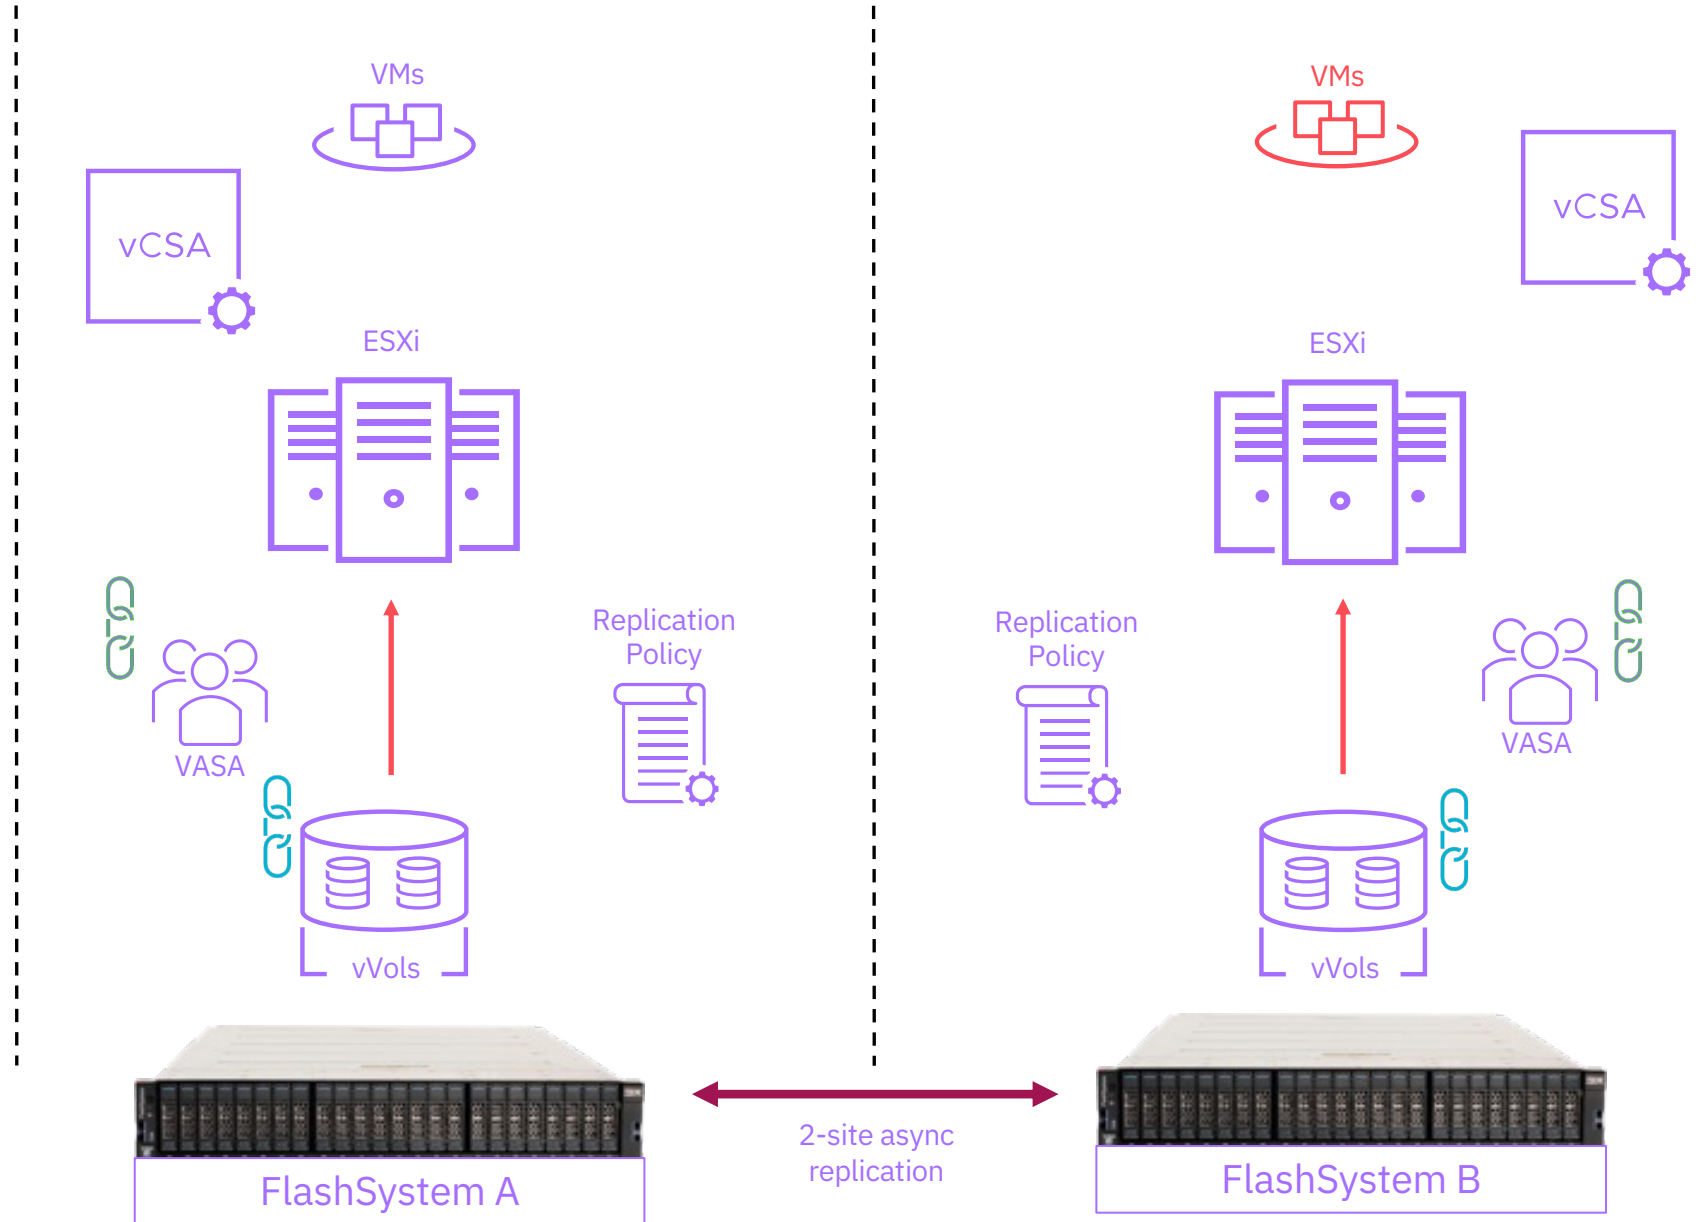 VMs
vCSA
ESXi
Replication
Policy
VASA
vVols
FlashSystem A
2-site async
replication
VMs
vCSA
ESXi
Replication
Policy
VASA
vVols
FlashSystem B